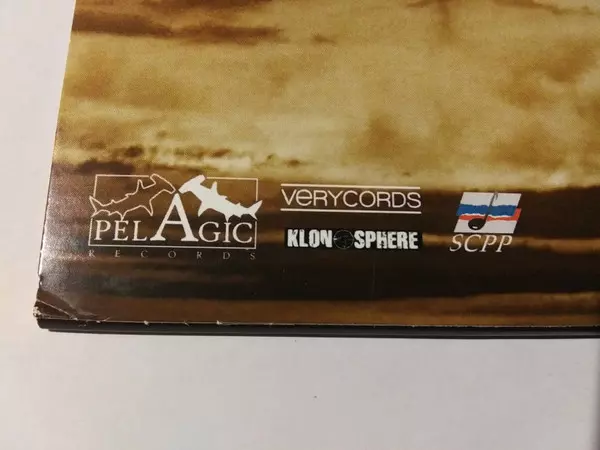 PELAGIC
RECORDS
VERYCORDS
KLONOSPHERE
SCPP